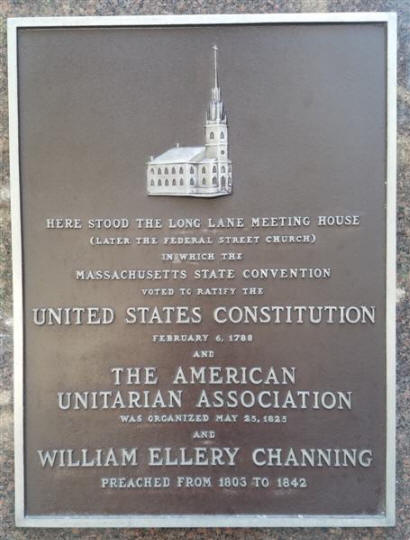 HERE STOOD THE LONG LANE MEETING HOUSE
(LATER THE FEDERAL STREET CHURCH)
IN WHICH THE
MASSACHUSETTS STATE CONVENTION
VOTED TO RATIFY THE
UNITED STATES CONSTITUTION
FEBRUARY 6, 1788
AND
THE AMERICAN
UNITARIAN ASSOCIATION
WAS ORGANIZED MAY 25, 1825
AND
WILLIAM ELLERY CHANNING
PREACHED FROM 1803 TO 1842